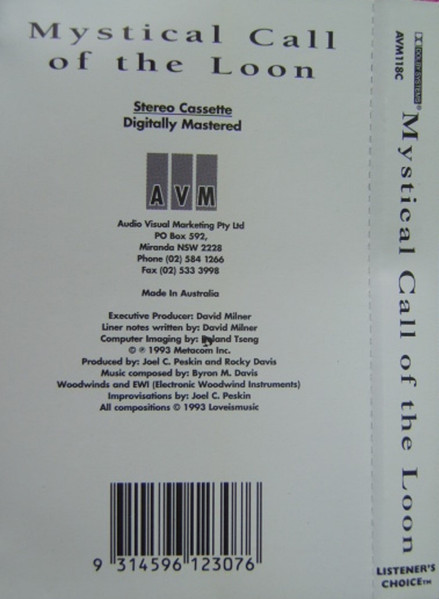 Mystical Call
of the Loon
Stereo Cassette
Digitally Mastered
AVM
Audio Visual Marketing Pty Ltd
PO Box 592,
Miranda NSW 2228
Phone (02) 584 1266
Fax (02) 533 3998
Made In Australia
Executive Producer: David Milner
Liner notes written by: David Milner
Computer Imaging by: Tseng
© ℗ 1993 Metacom Inc.
Produced by: Joel C. Peskin and Rocky Davis
Music composed by: Byron M. Davis
Woodwinds and EWI (Electronic Woodwind Instruments)
Improvisations by: Joel C. Peskin
All compositions © 1993 Loveismusic
9 314596 123076
DOLBY SYSTEM®
AVM118C
Mystical Call of the Loon
LISTENER'S
CHOICE™